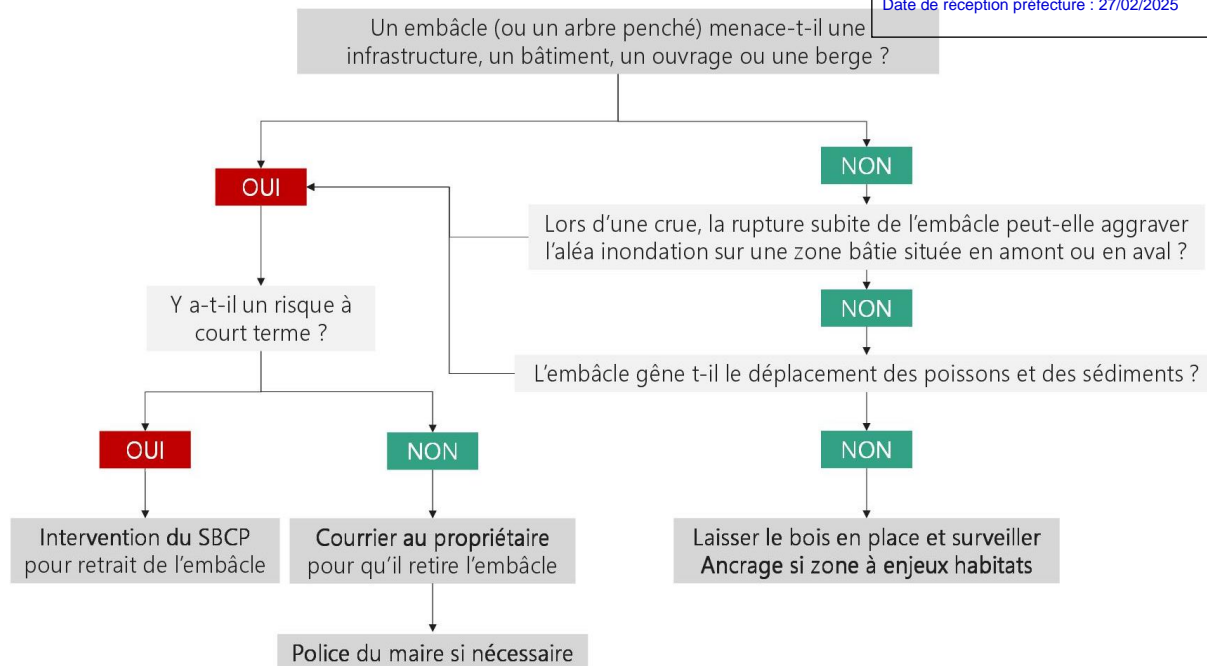 Date de réception préfecture : 27/02/2025
Un embâcle (ou un arbre penché) menace-t-il une
infrastructure, un bâtiment, un ouvrage ou une berge ?
OUI
NON
Lors d'une crue, la rupture subite de l'embâcle peut-elle aggraver
l'aléa inondation sur une zone bâtie située en amont ou en aval ?
Y a-t-il un risque à
court terme ?
NON
L'embâcle gêne t-il le déplacement des poissons et des sédiments ?
OUI
NON
NON
Intervention du SBCP
pour retrait de l'embâcle
Courrier au propriétaire
pour qu'il retire l'embâcle
Laisser le bois en place et surveiller
Ancrage si zone à enjeux habitats
Police du maire si nécessaire